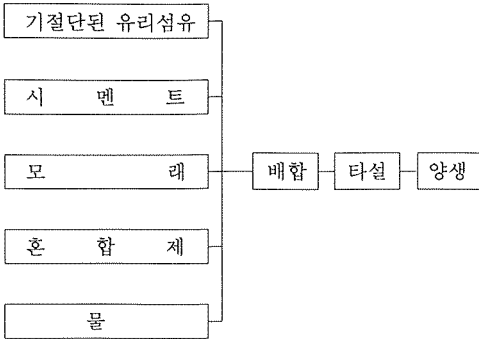 기절단된 유리섬유
시 멘 트
모 래
배합
타설
양생
혼 합 제
물